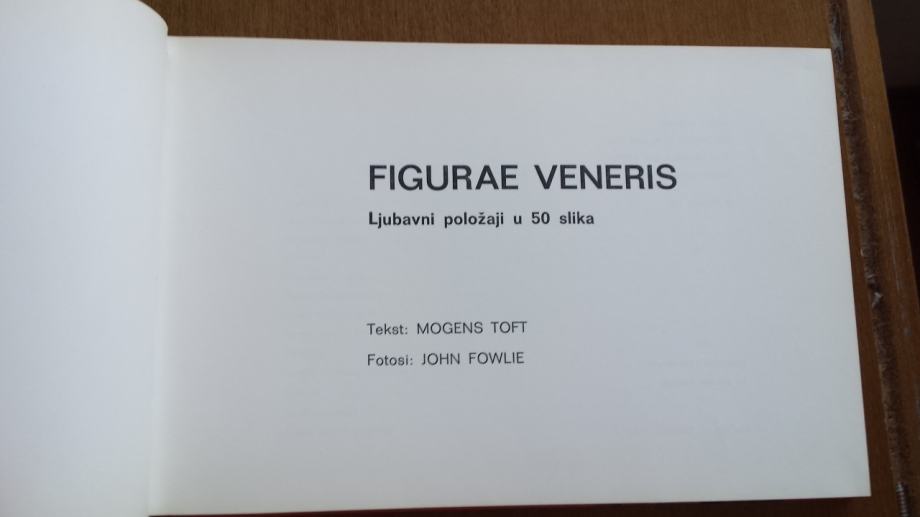 FIGURAE VENERIS
Ljubavni položaji u 50 slika
Tekst: MOGENS TOFT
Fotosi: JOHN FOWLIE